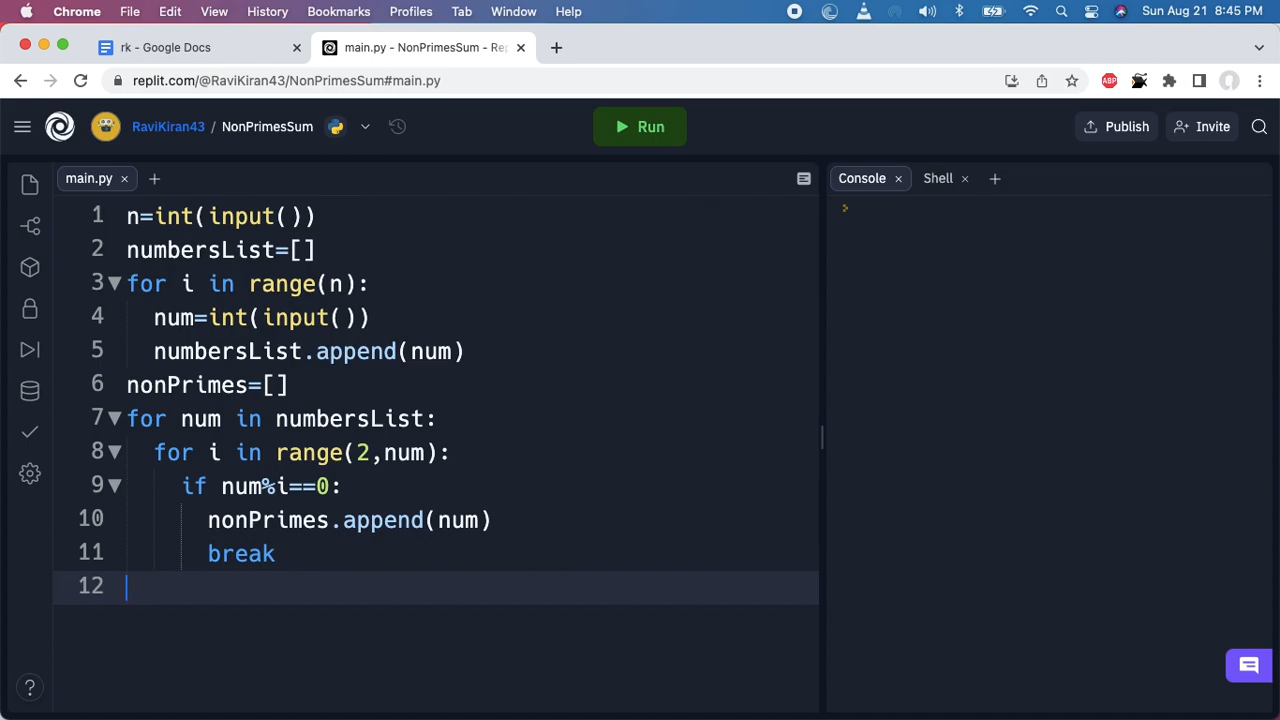 Chrome File Edit View History Bookmarks Profiles Tab Window Help Sun Aug 21 8:45 PM
rk - Google Docs × main.py - NonPrimesSum - Rep × +
replit.com/@RaviKiran43/NonPrimesSum#main.py ABP
RaviKiran43 / NonPrimesSum Run Publish Invite
main.py × + Console × Shell × +
1 n=int(input())
2 numbersList=[]
3 for i in range(n):
4 num=int(input())
5 numbersList.append(num)
6 nonPrimes=[]
7 for num in numbersList:
8 for i in range(2,num):
9 if num%i==0:
10 nonPrimes.append(num)
11 break
12